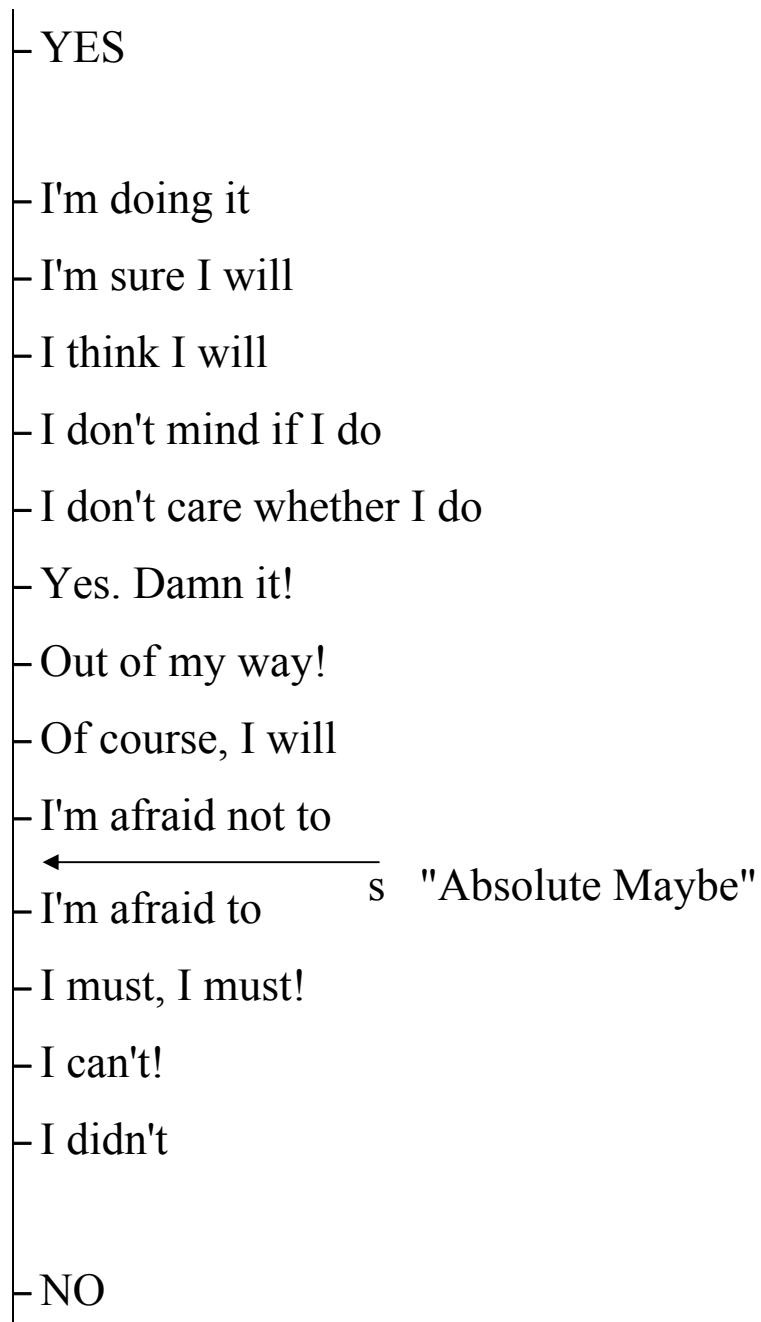 YES
I'm doing it
I'm sure I will
I think I will
I don't mind if I do
I don't care whether I do
Yes. Damn it!
Out of my way!
Of course, I will
I'm afraid not to
s "Absolute Maybe"
I'm afraid to
I must, I must!
I can't!
I didn't
NO